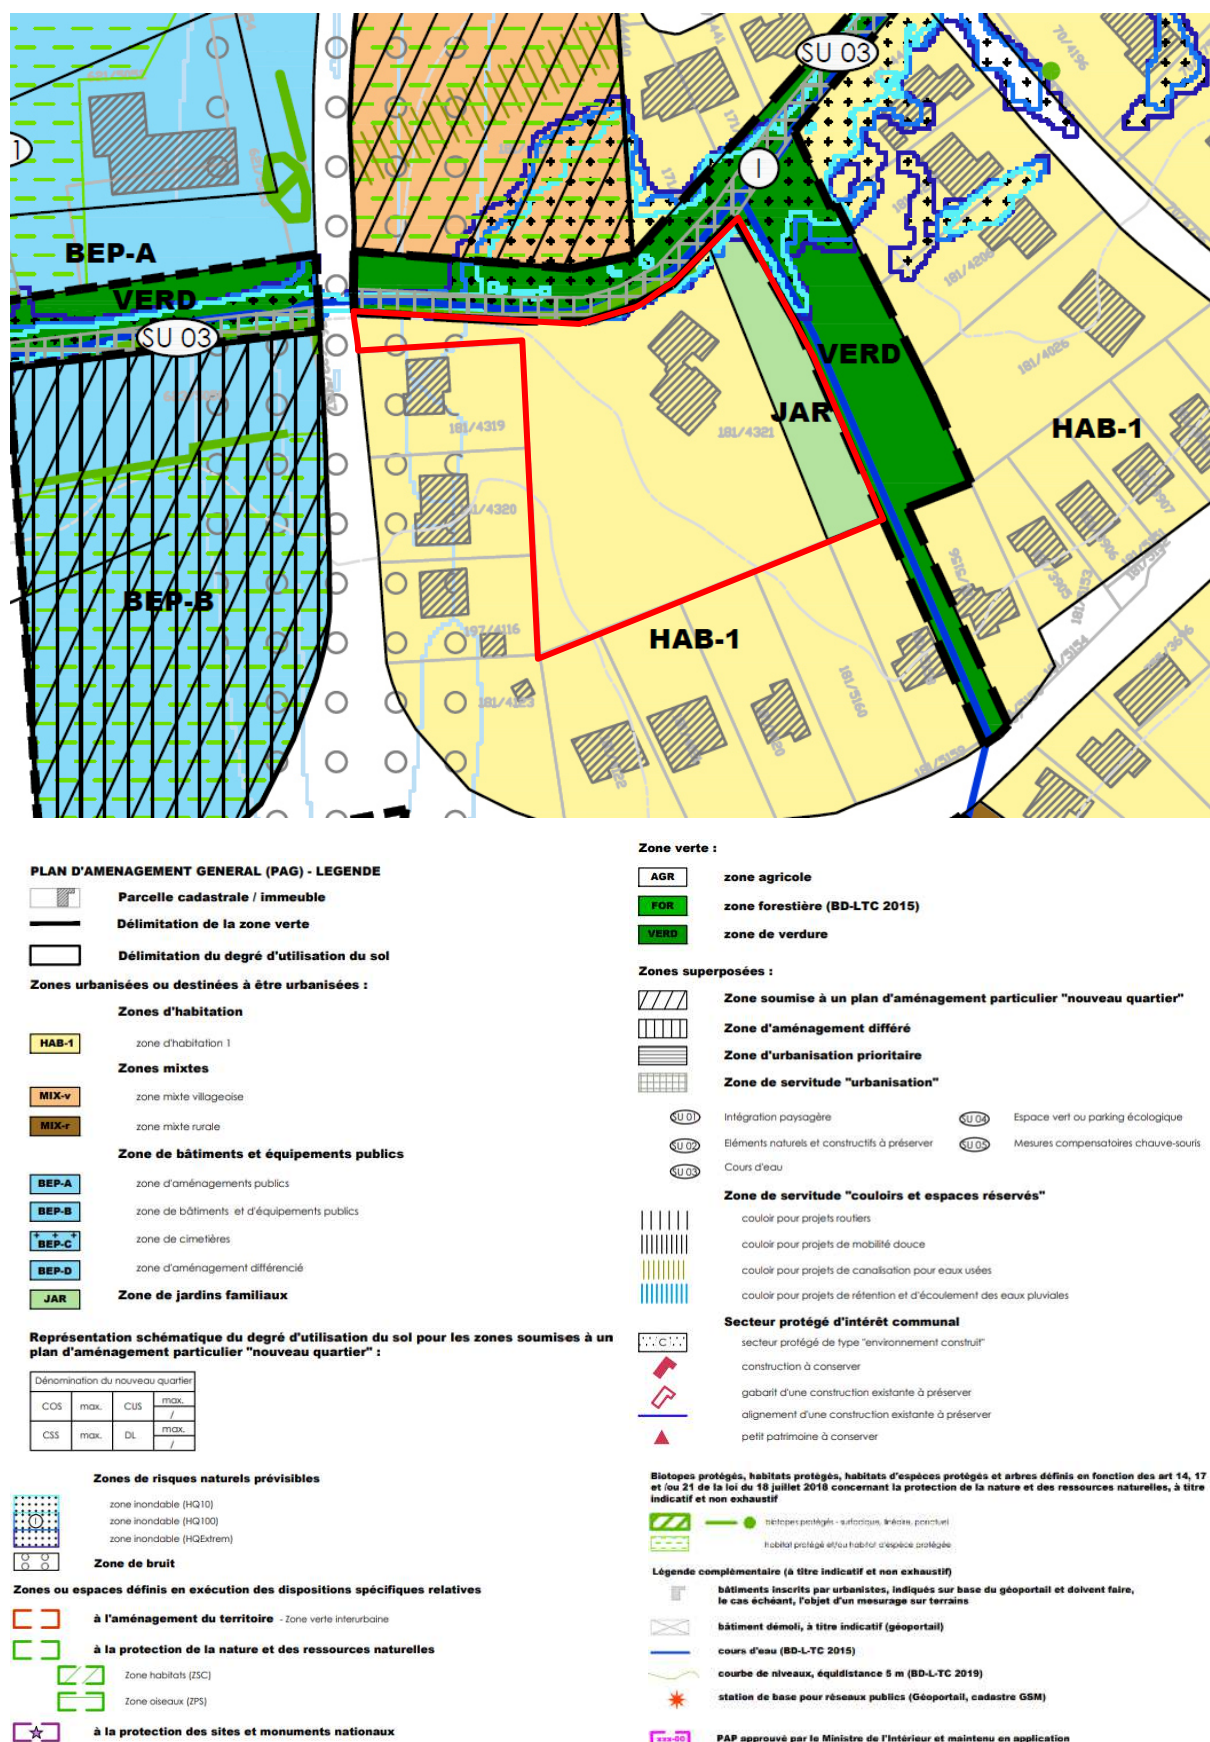 SU 03
I
BEP-A
VERD
SU 03
VERD
JAR
HAB-1
181/4026
181/4319
181/4321
181/4320
BEP-B
197/4116
HAB-1
181/5160
PLAN D'AMENAGEMENT GENERAL (PAG) - LEGENDE
Parcelle cadastrale / immeuble
Délimitation de la zone verte
Délimitation du degré d'utilisation du sol
Zones urbanisées ou destinées à être urbanisées :
Zones d'habitation
HAB-1 zone d'habitation 1
Zones mixtes
MIX-v zone mixte villageoise
MIX-r zone mixte rurale
Zone de bâtiments et équipements publics
BEP-A zone d'aménagements publics
BEP-B zone de bâtiments et d'équipements publics
BEP-C zone de cimetières
BEP-D zone d'aménagement différencié
JAR Zone de jardins familiaux
Représentation schématique du degré d'utilisation du sol pour les zones soumises à un
plan d'aménagement particulier "nouveau quartier" :
Dénomination du nouveau quartier
COS max. CUS max. /
CSS max. DL max. /
Zones de risques naturels prévisibles
zone inondable (HQ10)
I zone inondable (HQ100)
zone inondable (HQExtrem)
Zone de bruit
Zones ou espaces définis en exécution des dispositions spécifiques relatives
à l'aménagement du territoire - Zone verte interurbaine
à la protection de la nature et des ressources naturelles
Zone habitats (ZSC)
Zone oiseaux (ZPS)
à la protection des sites et monuments nationaux
Zone verte :
AGR zone agricole
FOR zone forestière (BD-LTC 2015)
VERD zone de verdure
Zones superposées :
Zone soumise à un plan d'aménagement particulier "nouveau quartier"
Zone d'aménagement différé
Zone d'urbanisation prioritaire
Zone de servitude "urbanisation"
SU 01 Intégration paysagère SU 04 Espace vert ou parking écologique
SU 02 Eléments naturels et constructifs à préserver SU 05 Mesures compensatoires chauve-souris
SU 03 Cours d'eau
Zone de servitude "couloirs et espaces réservés"
couloir pour projets routiers
couloir pour projets de mobilité douce
couloir pour projets de canalisation pour eaux usées
couloir pour projets de rétention et d'écoulement des eaux pluviales
Secteur protégé d'intérêt communal
C secteur protégé de type "environnement construit"
construction à conserver
gabarit d'une construction existante à préserver
alignement d'une construction existante à préserver
petit patrimoine à conserver
Biotopes protégés, habitats protégés, habitats d'espèces protégés et arbres définis en fonction des art 14, 17
et /ou 21 de la loi du 18 juillet 2018 concernant la protection de la nature et des ressources naturelles, à titre
indicatif et non exhaustif
biotopes protégés - surfacique, linéaire, ponctuel
habitat protégé et/ou habitat d'espèce protégée
Légende complémentaire (à titre indicatif et non exhaustif)
bâtiments inscrits par urbanistes, indiqués sur base du géoportail et doivent faire,
le cas échéant, l'objet d'un mesurage sur terrains
bâtiment démoli, à titre indicatif (géoportail)
cours d'eau (BD-L-TC 2015)
courbe de niveaux, équidistance 5 m (BD-L-TC 2019)
station de base pour réseaux publics (Géoportail, cadastre GSM)
PAP approuvé par le Ministre de l'Intérieur et maintenu en application